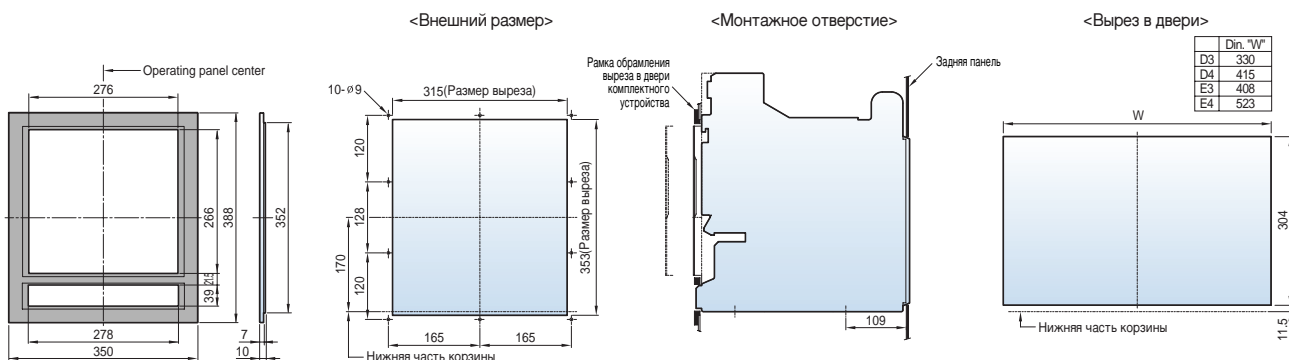 <Внешний размер>
<Монтажное отверстие>
<Вырез в двери>
Operating panel center
276
266
388
21.5
39
278
350
352
7
10
10-ø9
315(Размер выреза)
120
128
170
120
353(Размер выреза)
165
165
Нижняя часть корзины
Рамка обрамления
выреза в двери
комплектного
устройства
Задняя панель
109
Din. "W"
D3 330
D4 415
E3 408
E4 523
W
304
11.5
Нижняя часть корзины